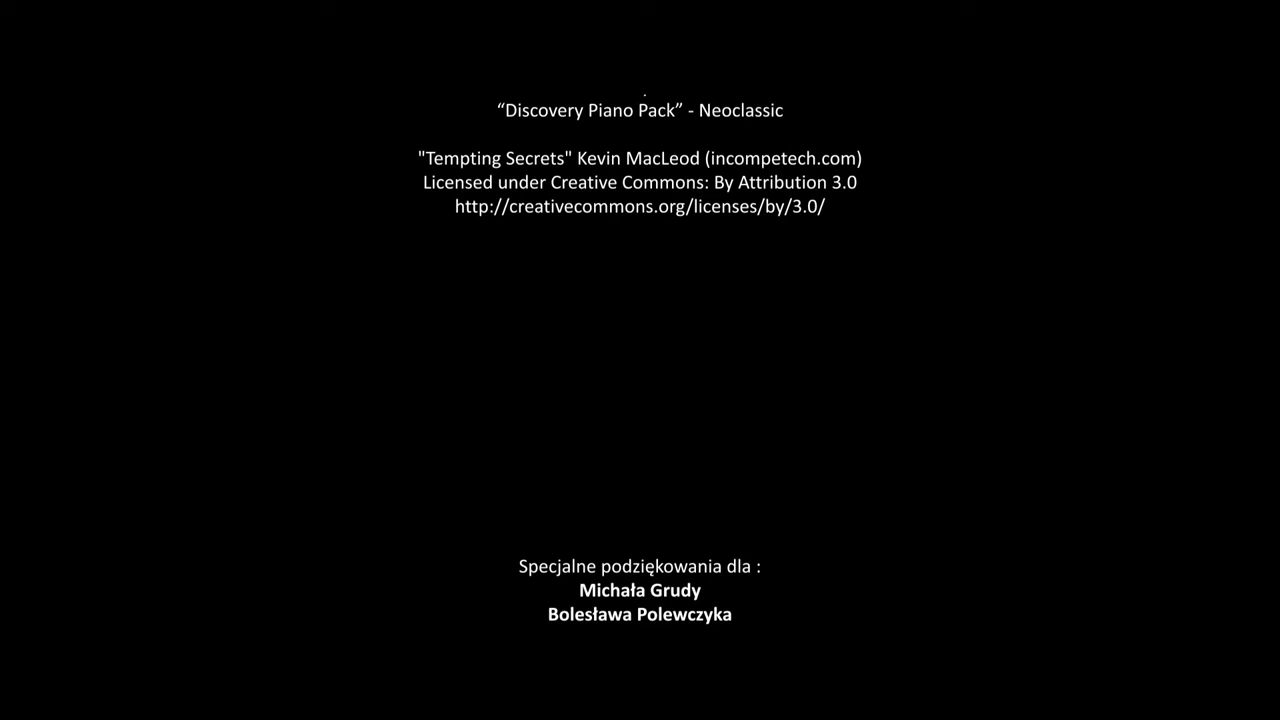 “Discovery Piano Pack” - Neoclassic
"Tempting Secrets" Kevin MacLeod (incompetech.com)
Licensed under Creative Commons: By Attribution 3.0
http://creativecommons.org/licenses/by/3.0/
Specjalne podziękowania dla :
Michała Grudy
Bolesława Polewczyka